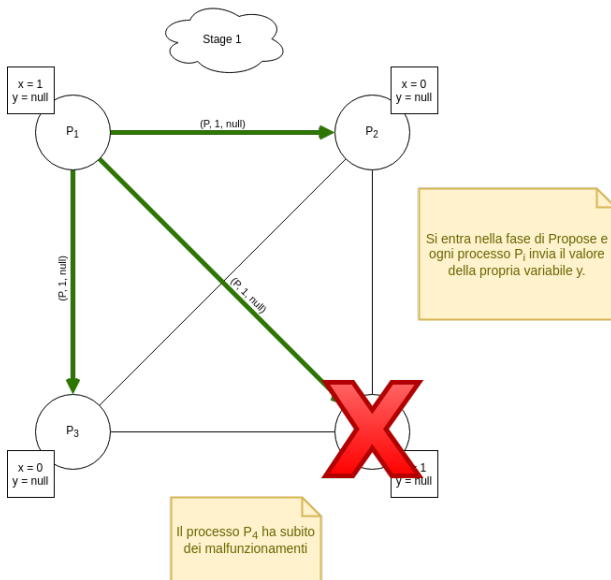 Stage 1
x = 1
y = null
x = 0
y = null
P1
(P, 1, null)
P2
Si entra nella fase di Propose e
ogni processo Pi invia il valore
della propria variabile y.
(P, 1, null)
(P, 1, null)
P3
x = 0
y = null
1
y = null
Il processo P4 ha subito
dei malfunzionamenti